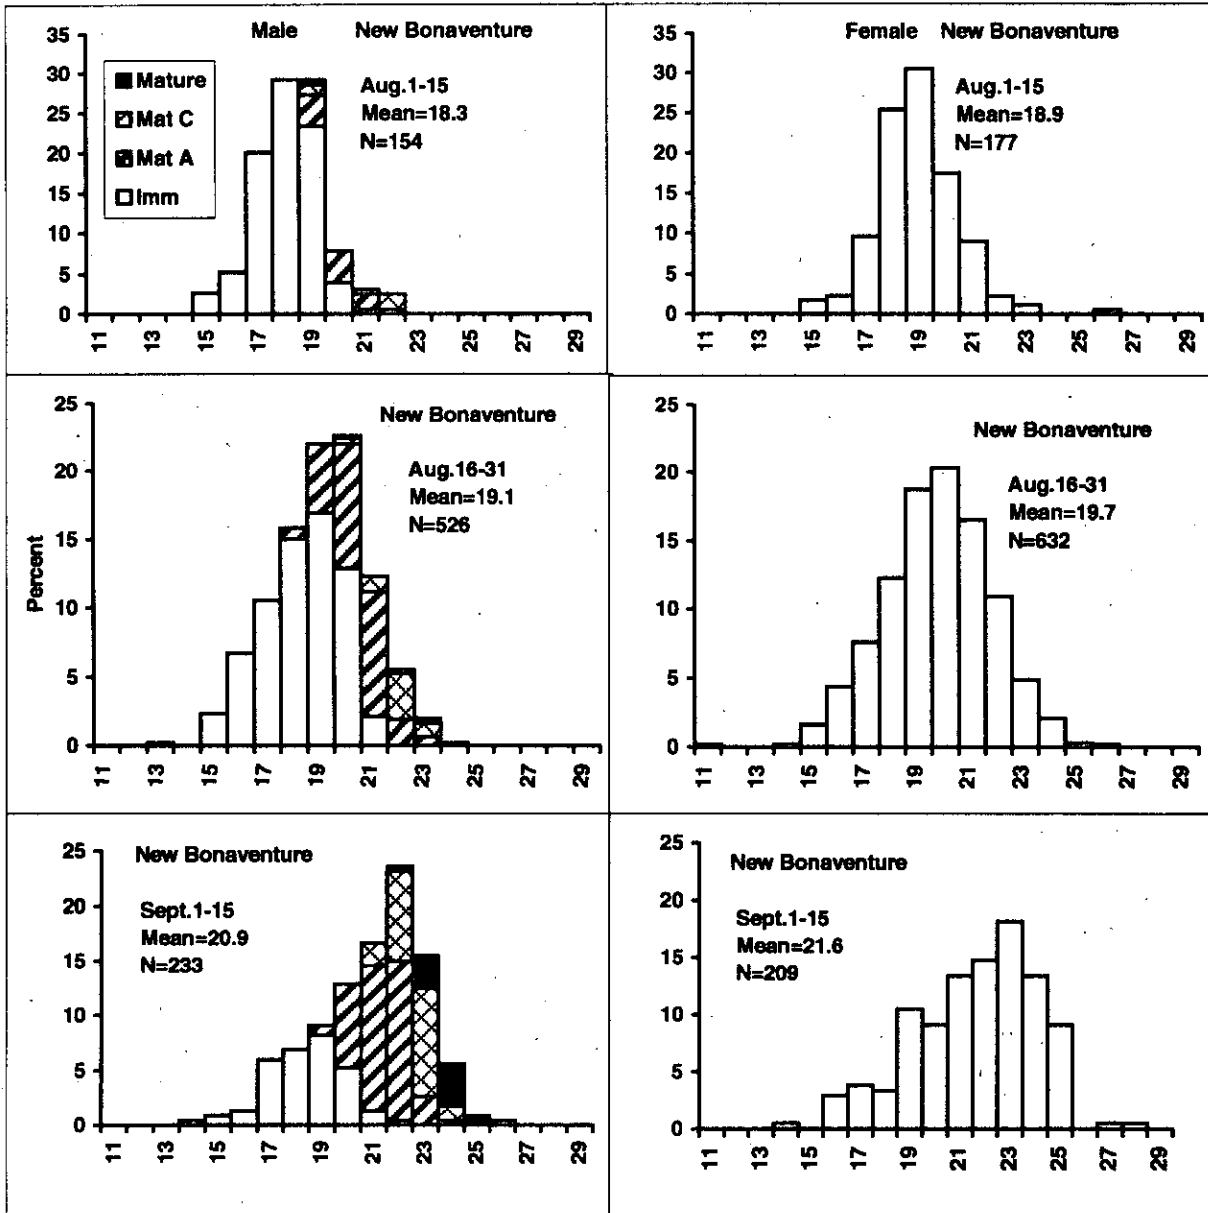 Male New Bonaventure
Aug.1-15
Mean=18.3
N=154
Mature
Mat C
Mat A
Imm
35
30
25
20
15
10
5
0
11 13 15 17 19 21 23 25 27 29
Female New Bonaventure
Aug.1-15
Mean=18.9
N=177
35
30
25
20
15
10
5
0
11 13 15 17 19 21 23 25 27 29
Percent
New Bonaventure
Aug.16-31
Mean=19.1
N=526
25
20
15
10
5
0
11 13 15 17 19 21 23 25 27 29
New Bonaventure
Aug.16-31
Mean=19.7
N=632
25
20
15
10
5
0
11 13 15 17 19 21 23 25 27 29
New Bonaventure
Sept.1-15
Mean=20.9
N=233
25
20
15
10
5
0
11 13 15 17 19 21 23 25 27 29
New Bonaventure
Sept.1-15
Mean=21.6
N=209
25
20
15
10
5
0
11 13 15 17 19 21 23 25 27 29